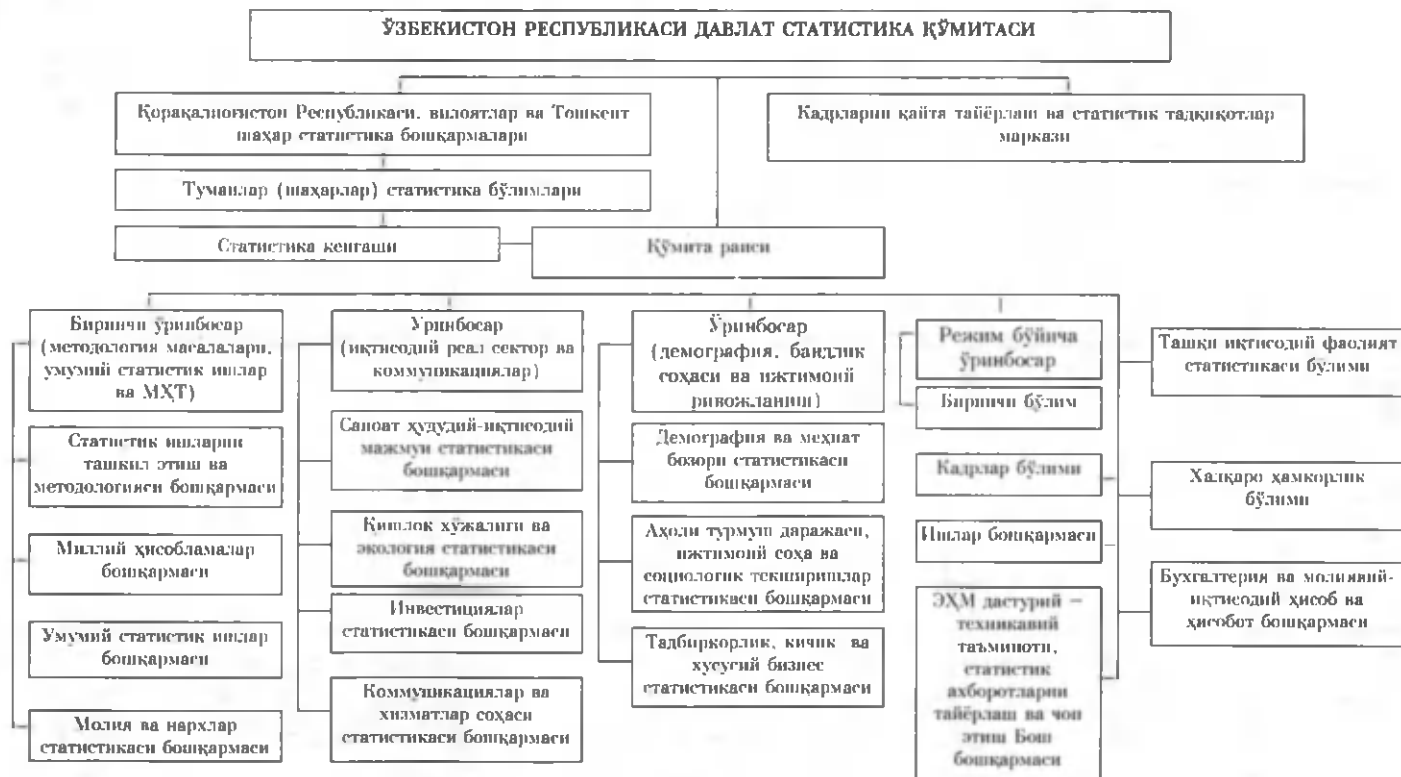 ЎЗБЕКИСТОН РЕСПУБЛИКАСИ ДАВЛАТ СТАТИСТИКА ҚЎМИТАСИ
Қорақалпоғистон Республикаси, вилоятлар ва Тошкент
шаҳар статистика бошқармалари
Кадрларни қайта тайёрлаш ва статистик тадқиқотлар
маркази
Туманлар (шаҳарлар) статистика бўлимлари
Статистика кенгаши
Қўмита раиси
Биринчи ўринбосар
(методология масалалари,
умумий статистик ишлар
ва МҲТ)
Статистик ишларни
ташкил этиш ва
методологияси бошқармаси
Миллий ҳисобламалар
бошқармаси
Умумий статистик ишлар
бошқармаси
Молия ва нархлар
статистикаси бошқармаси
Ўринбосар
(иқтисодий реал сектор ва
коммуникациялар)
Саноат ҳудудий-иқтисодий
мажмуи статистикаси
бошқармаси
Қишлоқ хўжалиги ва
экология статистикаси
бошқармаси
Инвестициялар
статистикаси бошқармаси
Коммуникациялар ва
хизматлар соҳаси
статистикаси бошқармаси
Ўринбосар
(демография, бандлик
соҳаси ва ижтимоий
ривожланиш)
Демография ва меҳнат
бозори статистикаси
бошқармаси
Аҳоли турмуш даражаси,
ижтимоий соҳа ва
социологик текширишлар
статистикаси бошқармаси
Тадбиркорлик, кичик ва
хусусий бизнес
статистикаси бошқармаси
Режим бўйича
ўринбосар
Биринчи бўлим
Кадрлар бўлими
Ишлар бошқармаси
ЭҲМ дастурий –
техникавий
таъминоти,
статистик
ахборотларни
тайёрлаш ва чоп
этиш Бош
бошқармаси
Ташқи иқтисодий фаолият
статистикаси бўлими
Халқаро ҳамкорлик
бўлими
Бухгалтерия ва молиявий-
иқтисодий ҳисоб ва
ҳисобот бошқармаси